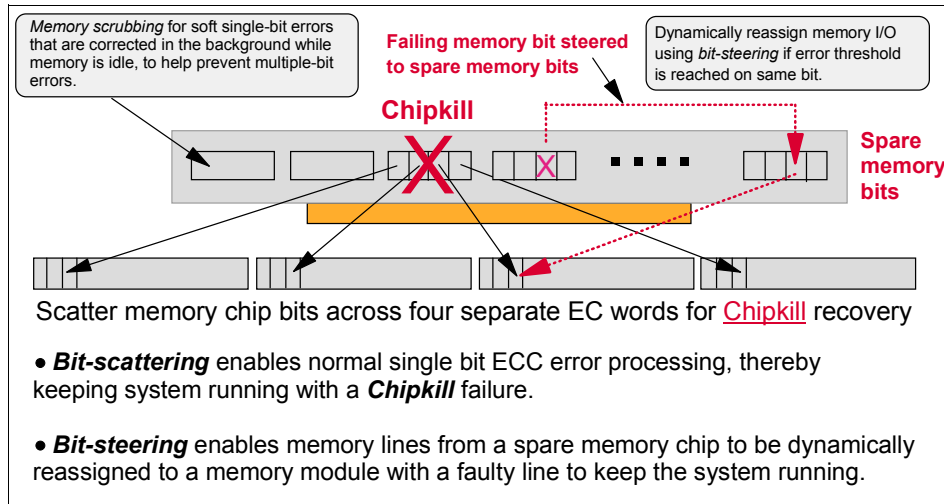 Memory scrubbing for soft single-bit errors
that are corrected in the background while
memory is idle, to help prevent multiple-bit
errors.
Failing memory bit steered
to spare memory bits
Dynamically reassign memory I/O
using bit-steering if error threshold
is reached on same bit.
Chipkill
X
X
Spare
memory
bits
Scatter memory chip bits across four separate EC words for Chipkill recovery
● Bit-scattering enables normal single bit ECC error processing, thereby
keeping system running with a Chipkill failure.
● Bit-steering enables memory lines from a spare memory chip to be dynamically
reassigned to a memory module with a faulty line to keep the system running.